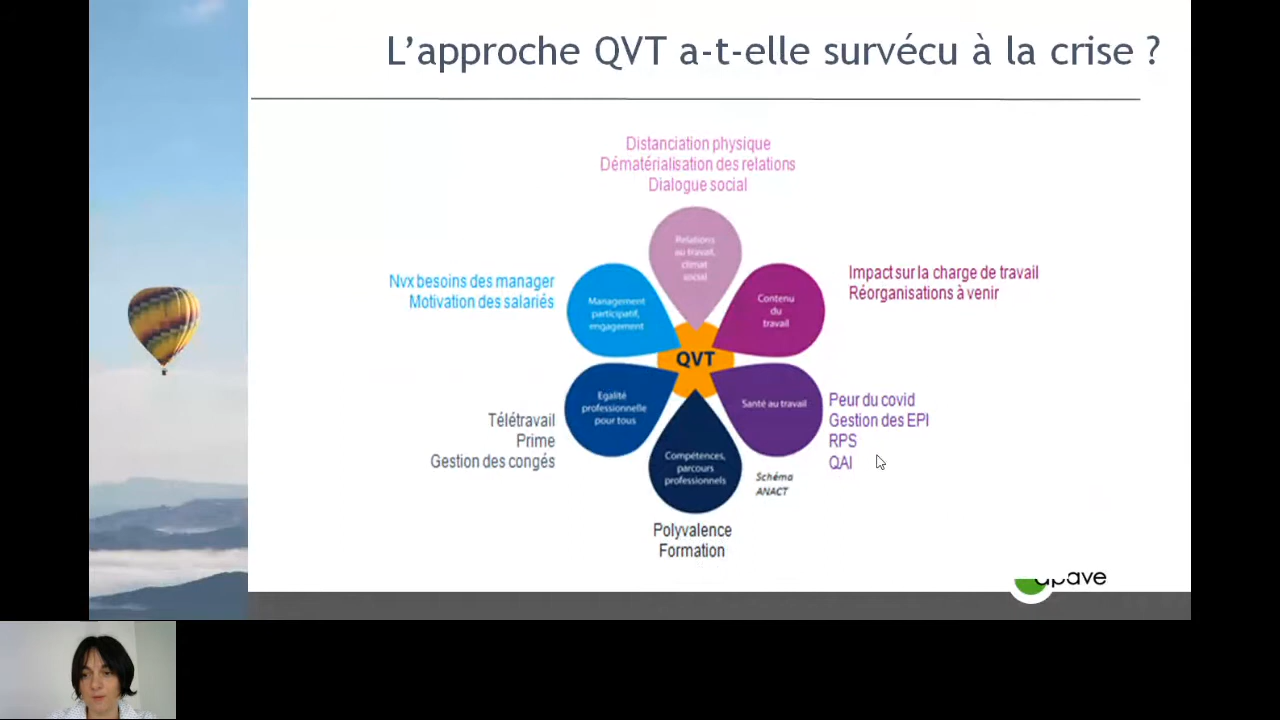 L'approche QVT a-t-elle survécu à la crise ?
Distanciation physique
Dématérialisation des relations
Dialogue social
Relations
au travail,
climat
social
Nvx besoins des manager
Motivation des salariés
Management
participatif,
engagement
Contenu
du
travail
Impact sur la charge de travail
Réorganisations à venir
QVT
Egalité
professionnelle
pour tous
Télétravail
Prime
Gestion des congés
Santé au travail
Peur du covid
Gestion des EPI
RPS
QAI
Compétences,
parcours
professionnels
Schéma
ANACT
Polyvalence
Formation
apave